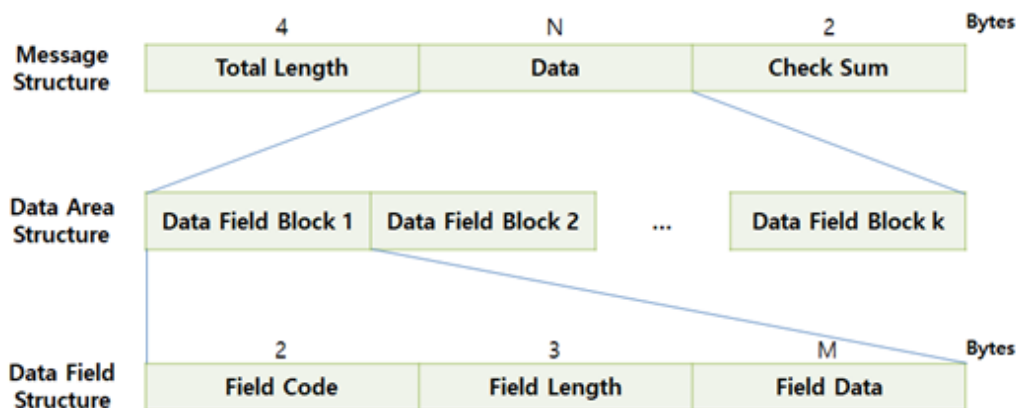 4 N 2 Bytes
Message Structure
Total Length Data Check Sum
Data Area Structure
Data Field Block 1 Data Field Block 2 ... Data Field Block k
2 3 M Bytes
Data Field Structure
Field Code Field Length Field Data